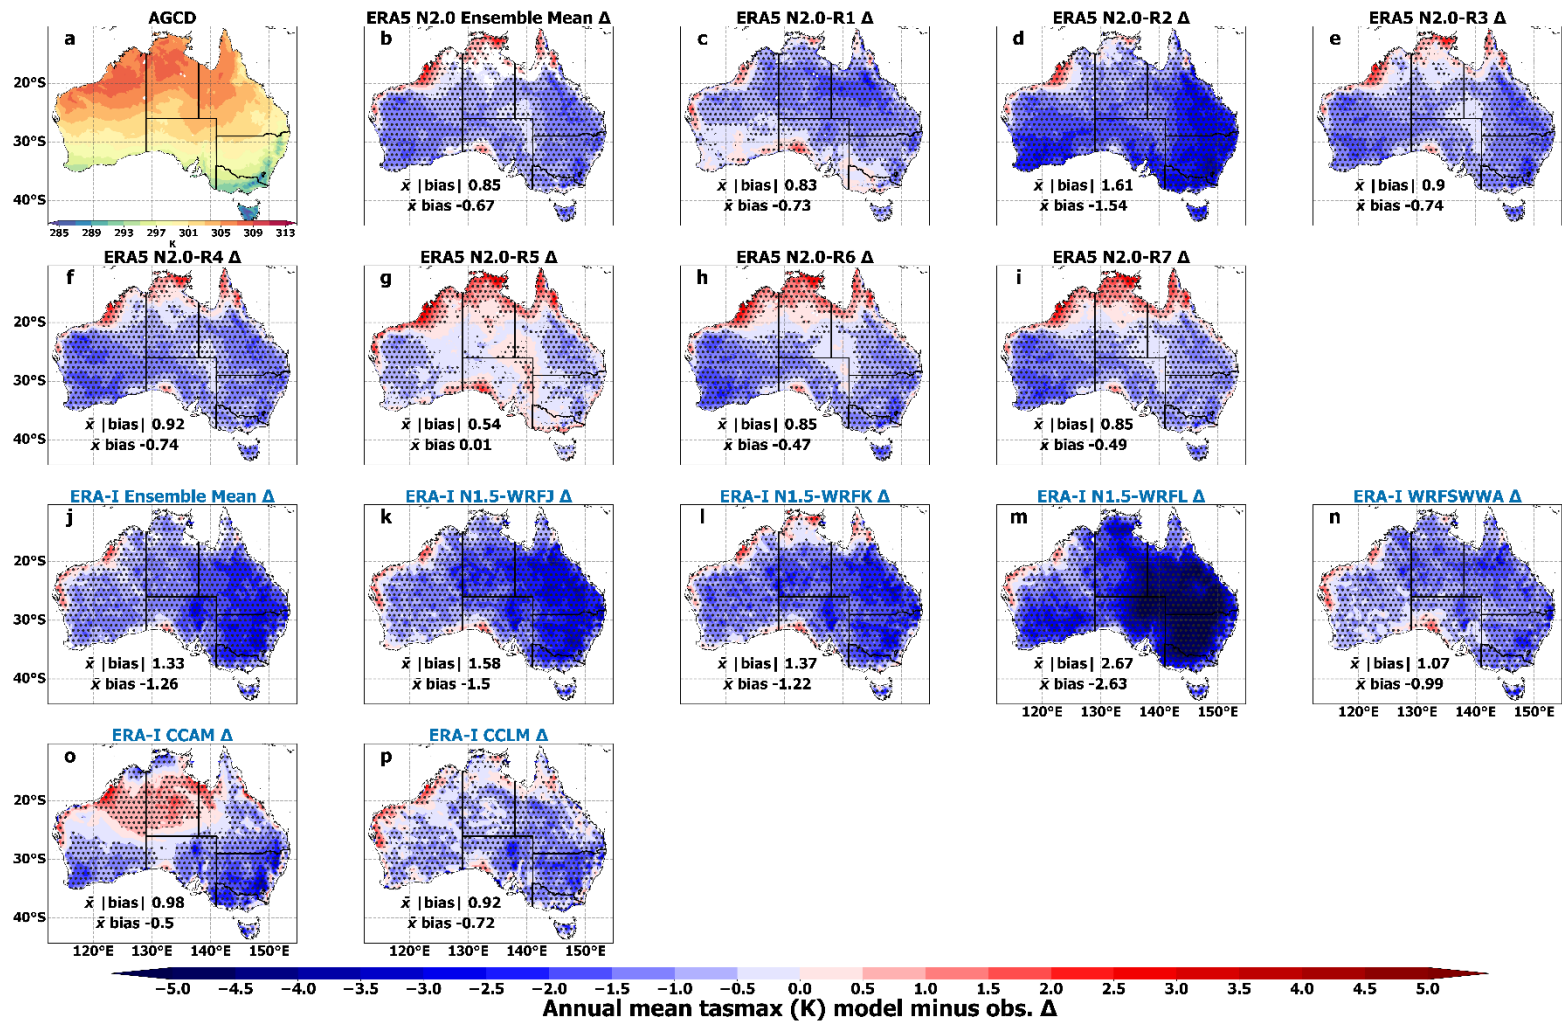 AGCD
ERA5 N2.0 Ensemble Mean Δ
ERA5 N2.0-R1 Δ
ERA5 N2.0-R2 Δ
ERA5 N2.0-R3 Δ
a
b
c
d
e
20°S
30°S
40°S
285 289 293 297 301 305 309 313
K
x̄ |bias| 0.85
x̄ bias -0.67
x̄ |bias| 0.83
x̄ bias -0.73
x̄ |bias| 1.61
x̄ bias -1.54
x̄ |bias| 0.9
x̄ bias -0.74
ERA5 N2.0-R4 Δ
ERA5 N2.0-R5 Δ
ERA5 N2.0-R6 Δ
ERA5 N2.0-R7 Δ
f
g
h
i
20°S
30°S
40°S
x̄ |bias| 0.92
x̄ bias -0.74
x̄ |bias| 0.54
x̄ bias 0.01
x̄ |bias| 0.85
x̄ bias -0.47
x̄ |bias| 0.85
x̄ bias -0.49
ERA-I Ensemble Mean Δ
ERA-I N1.5-WRFJ Δ
ERA-I N1.5-WRFK Δ
ERA-I N1.5-WRFL Δ
ERA-I WRFSWWA Δ
j
k
l
m
n
20°S
30°S
40°S
x̄ |bias| 1.33
x̄ bias -1.26
x̄ |bias| 1.58
x̄ bias -1.5
x̄ |bias| 1.37
x̄ bias -1.22
x̄ |bias| 2.67
x̄ bias -2.63
x̄ |bias| 1.07
x̄ bias -0.99
120°E 130°E 140°E 150°E
120°E 130°E 140°E 150°E
ERA-I CCAM Δ
ERA-I CCLM Δ
o
p
20°S
30°S
40°S
x̄ |bias| 0.98
x̄ bias -0.5
x̄ |bias| 0.92
x̄ bias -0.72
120°E 130°E 140°E 150°E
120°E 130°E 140°E 150°E
−5.0 −4.5 −4.0 −3.5 −3.0 −2.5 −2.0 −1.5 −1.0 −0.5 0.0 0.5 1.0 1.5 2.0 2.5 3.0 3.5 4.0 4.5 5.0
Annual mean tasmax (K) model minus obs. Δ